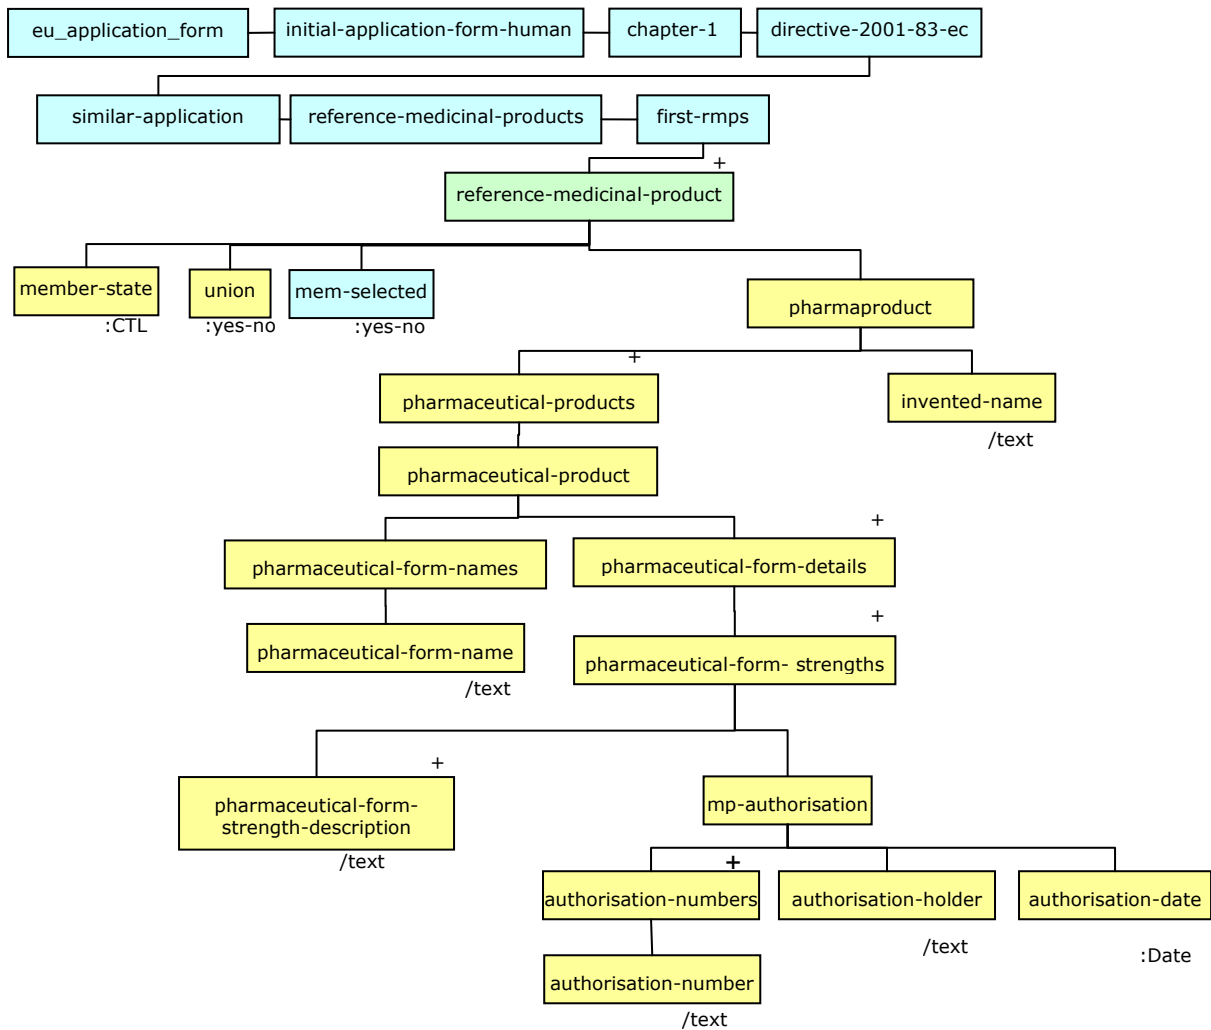 eu_application_form
initial-application-form-human
chapter-1
directive-2001-83-ec
similar-application
reference-medicinal-products
first-rmps
+
reference-medicinal-product
member-state
:CTL
union
:yes-no
mem-selected
:yes-no
pharmaproduct
+
pharmaceutical-products
invented-name
/text
pharmaceutical-product
+
pharmaceutical-form-names
pharmaceutical-form-details
+
pharmaceutical-form-name
/text
pharmaceutical-form- strengths
+
pharmaceutical-form-
strength-description
/text
mp-authorisation
+
authorisation-numbers
authorisation-holder
/text
authorisation-date
:Date
authorisation-number
/text